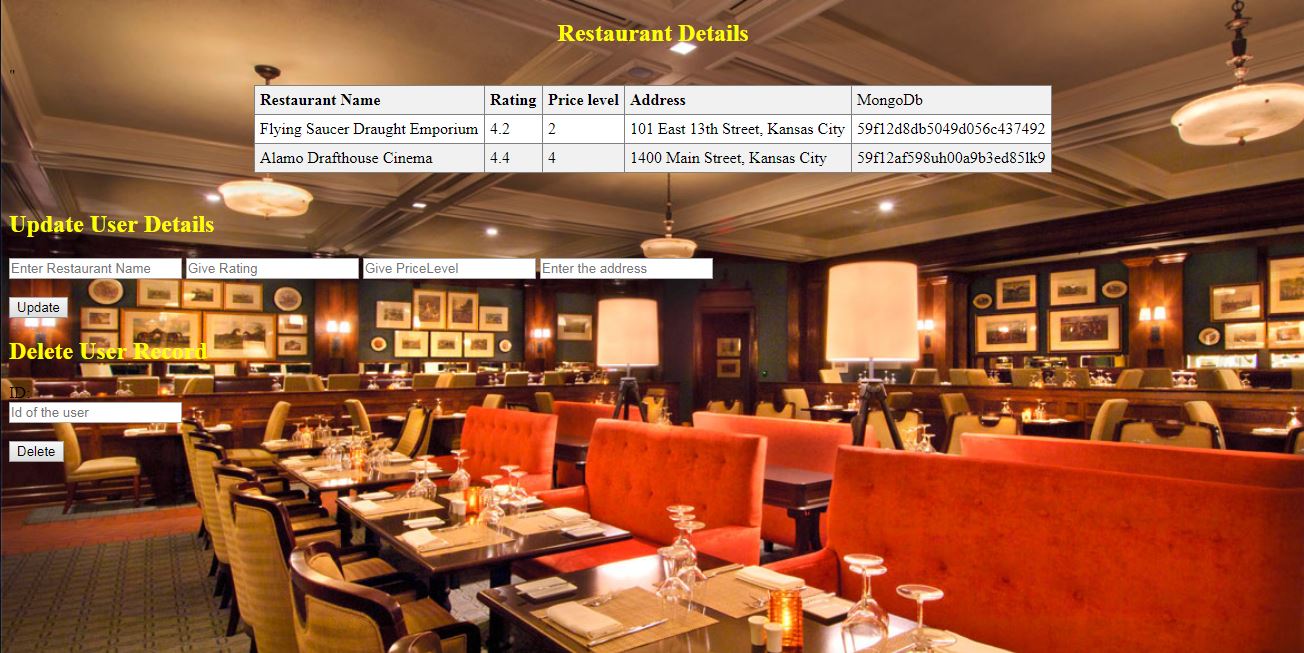 Restaurant Details
"
Restaurant Name Rating Price level Address MongoDb
Flying Saucer Draught Emporium 4.2 2 101 East 13th Street, Kansas City 59f12d8db5049d056c437492
Alamo Drafthouse Cinema 4.4 4 1400 Main Street, Kansas City 59f12af598uh00a9b3ed85lk9
Update User Details
Enter Restaurant Name Give Rating Give PriceLevel Enter the address
Update
Delete User Record
ID:
Id of the user
Delete